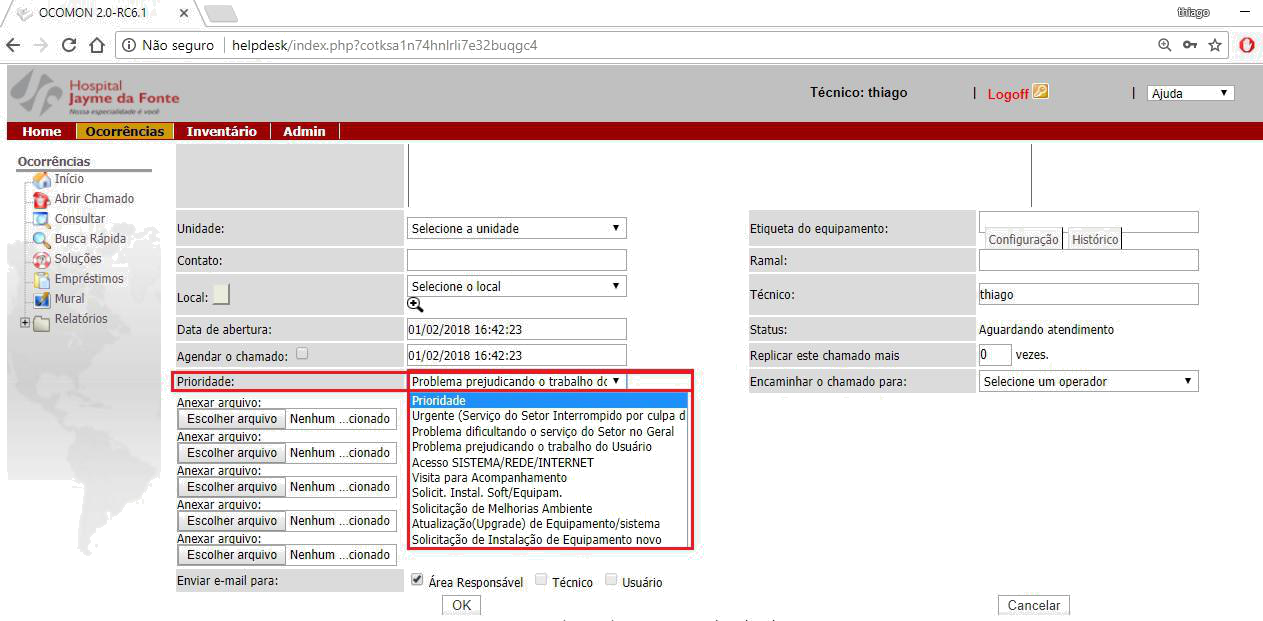 OCOMON 2.0-RC6.1
thiago
Não seguro
helpdesk/index.php?cotksa1n74hnlrli7e32buqgc4
Hospital
Jayme da Fonte
Nossa especialidade é você
Técnico: thiago
| Logoff
| Ajuda
Home Ocorrências Inventário Admin
Ocorrências
Início
Abrir Chamado
Consultar
Busca Rápida
Soluções
Empréstimos
Mural
Relatórios
Unidade: Selecione a unidade
Etiqueta do equipamento:
Configuração Histórico
Contato:
Ramal:
Local: Selecione o local
Técnico: thiago
Data de abertura: 01/02/2018 16:42:23
Status: Aguardando atendimento
Agendar o chamado: 01/02/2018 16:42:23
Replicar este chamado mais 0 vezes.
Prioridade: Problema prejudicando o trabalho do
Encaminhar o chamado para: Selecione um operador
Prioridade
Urgente (Serviço do Setor Interrompido por culpa d
Problema dificultando o serviço do Setor no Geral
Problema prejudicando o trabalho do Usuário
Acesso SISTEMA/REDE/INTERNET
Visita para Acompanhamento
Solicit. Instal. Soft/Equipam.
Solicitação de Melhorias Ambiente
Atualização(Upgrade) de Equipamento/sistema
Solicitação de Instalação de Equipamento novo
Anexar arquivo:
Escolher arquivo Nenhum ...cionado
Anexar arquivo:
Escolher arquivo Nenhum ...cionado
Anexar arquivo:
Escolher arquivo Nenhum ...cionado
Anexar arquivo:
Escolher arquivo Nenhum ...cionado
Anexar arquivo:
Escolher arquivo Nenhum ...cionado
Enviar e-mail para: Área Responsável Técnico Usuário
OK Cancelar